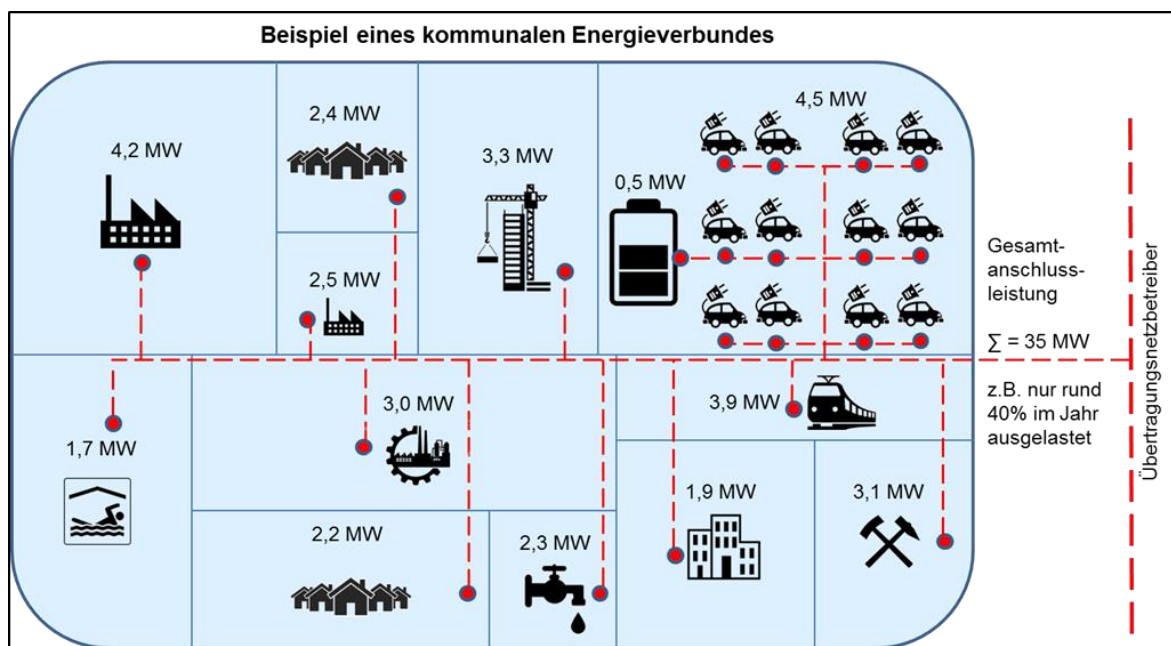 Beispiel eines kommunalen Energieverbundes
4,2 MW
2,4 MW
2,5 MW
3,3 MW
4,5 MW
0,5 MW
1,7 MW
3,0 MW
2,2 MW
2,3 MW
3,9 MW
1,9 MW
3,1 MW
Gesamt-
anschluss-
leistung
∑ = 35 MW
z.B. nur rund
40% im Jahr
ausgelastet
Übertragungsnetzbetreiber